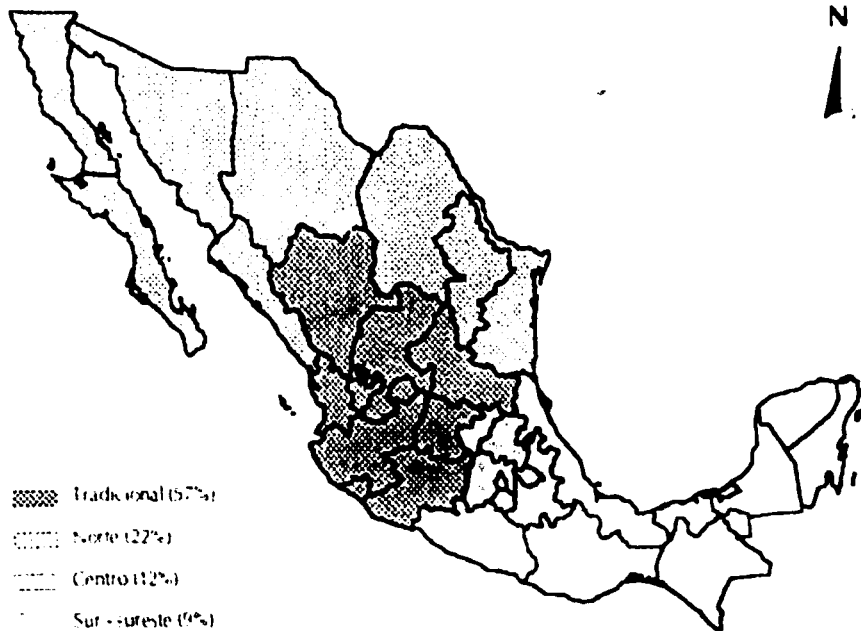 N
Tradicional (57%)
Norte (22%)
Centro (12%)
Sur - sureste (9%)